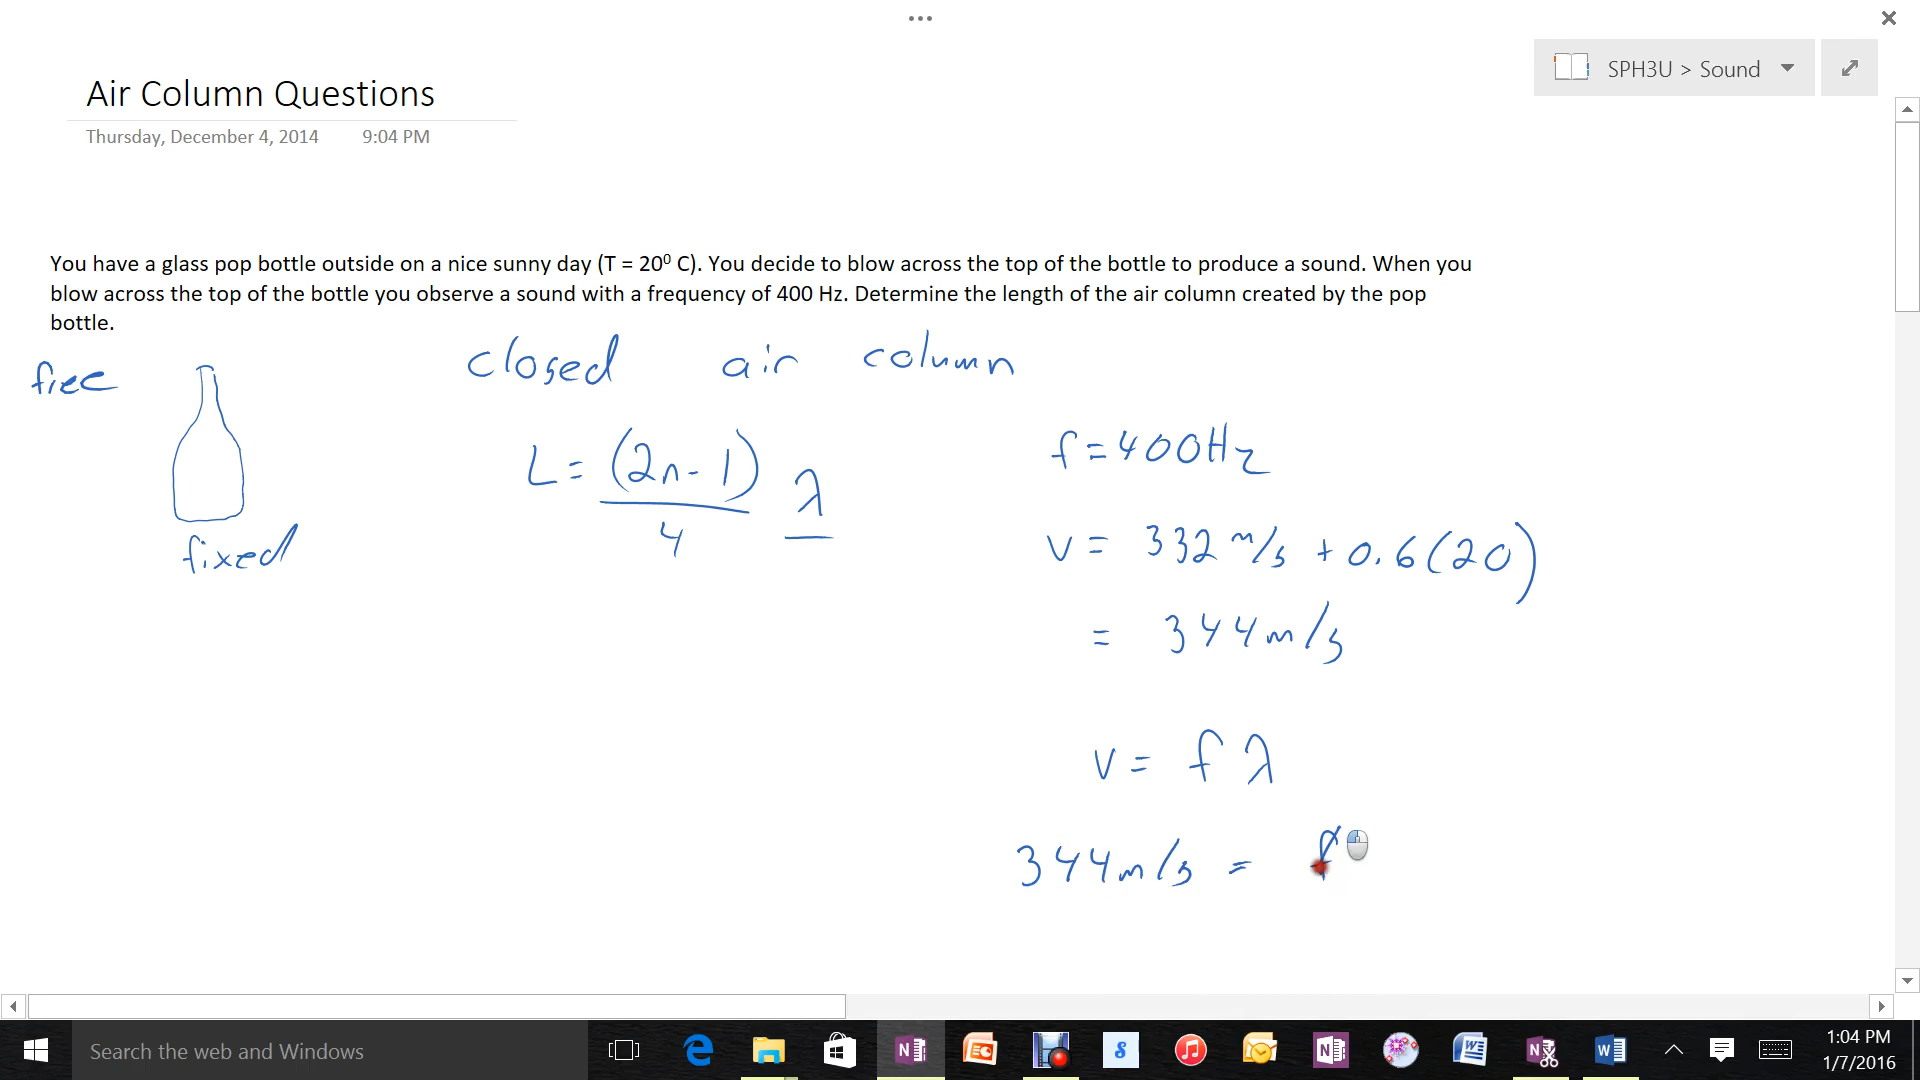 SPH3U > Sound
Air Column Questions
Thursday, December 4, 2014 9:04 PM
You have a glass pop bottle outside on a nice sunny day (T = 20⁰ C). You decide to blow across the top of the bottle to produce a sound. When you
blow across the top of the bottle you observe a sound with a frequency of 400 Hz. Determine the length of the air column created by the pop
bottle.
closed air column
free
f = 400Hz
L = (2n-1)/4 λ
v = 332 m/s + 0.6(20)
fixed
= 344 m/s
v = f λ
344 m/s = f
Search the web and Windows
1:04 PM
1/7/2016